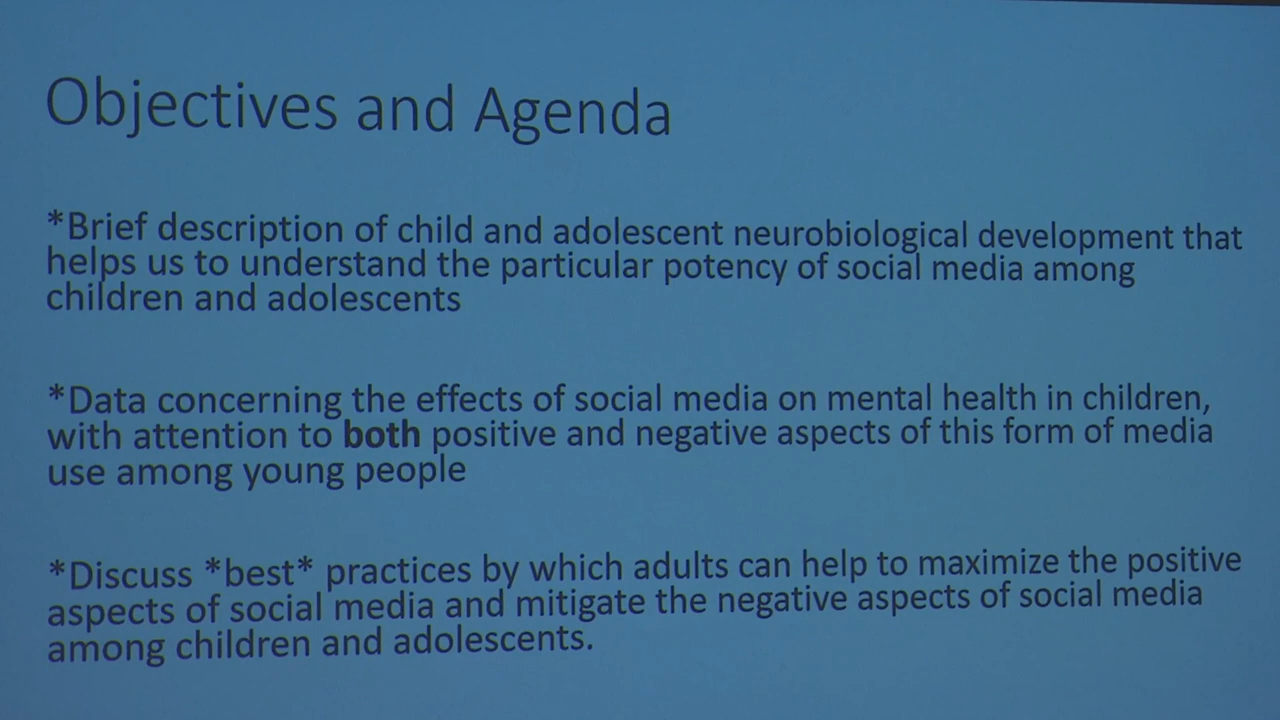 Objectives and Agenda
*Brief description of child and adolescent neurobiological development that
helps us to understand the particular potency of social media among
children and adolescents
*Data concerning the effects of social media on mental health in children,
with attention to both positive and negative aspects of this form of media
use among young people
*Discuss *best* practices by which adults can help to maximize the positive
aspects of social media and mitigate the negative aspects of social media
among children and adolescents.